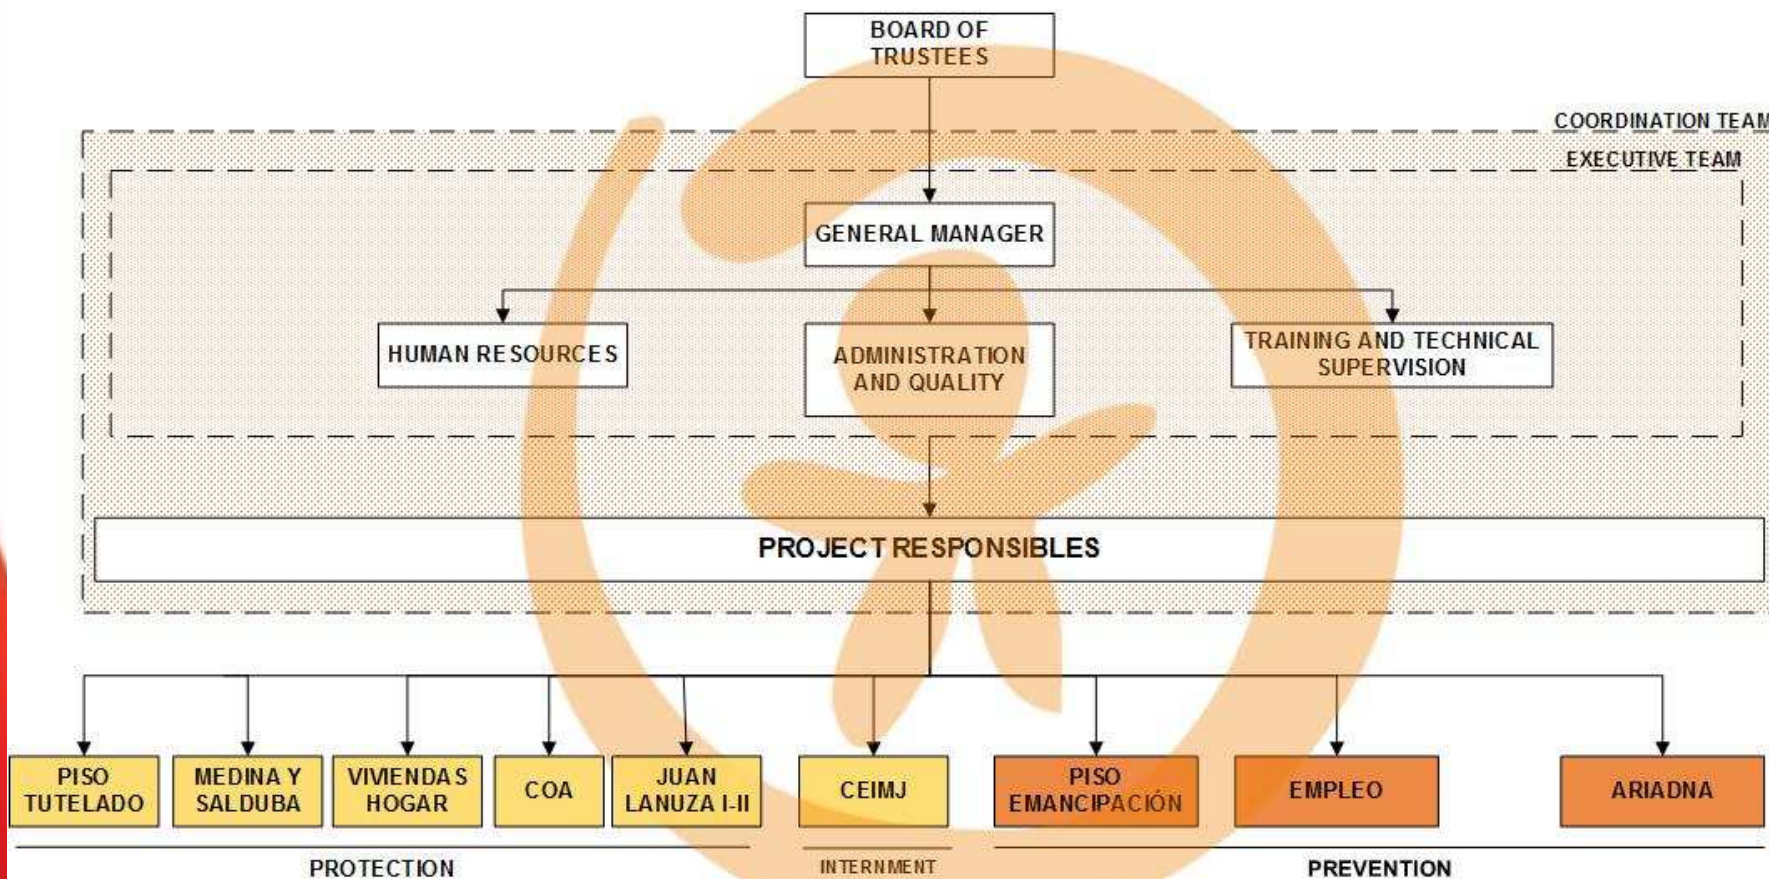 BOARD OF
TRUSTEES
COORDINATION TEAM
EXECUTIVE TEAM
GENERAL MANAGER
HUMAN RESOURCES
ADMINISTRATION
AND QUALITY
TRAINING AND TECHNICAL
SUPERVISION
PROJECT RESPONSIBLES
PISO
TUTELADO
MEDINA Y
SALDUBA
VIVIENDAS
HOGAR
COA
JUAN
LANUZA I-II
CEIMJ
PISO
EMANCIPACIÓN
EMPLEO
ARIADNA
PROTECTION
INTERNMENT
PREVENTION